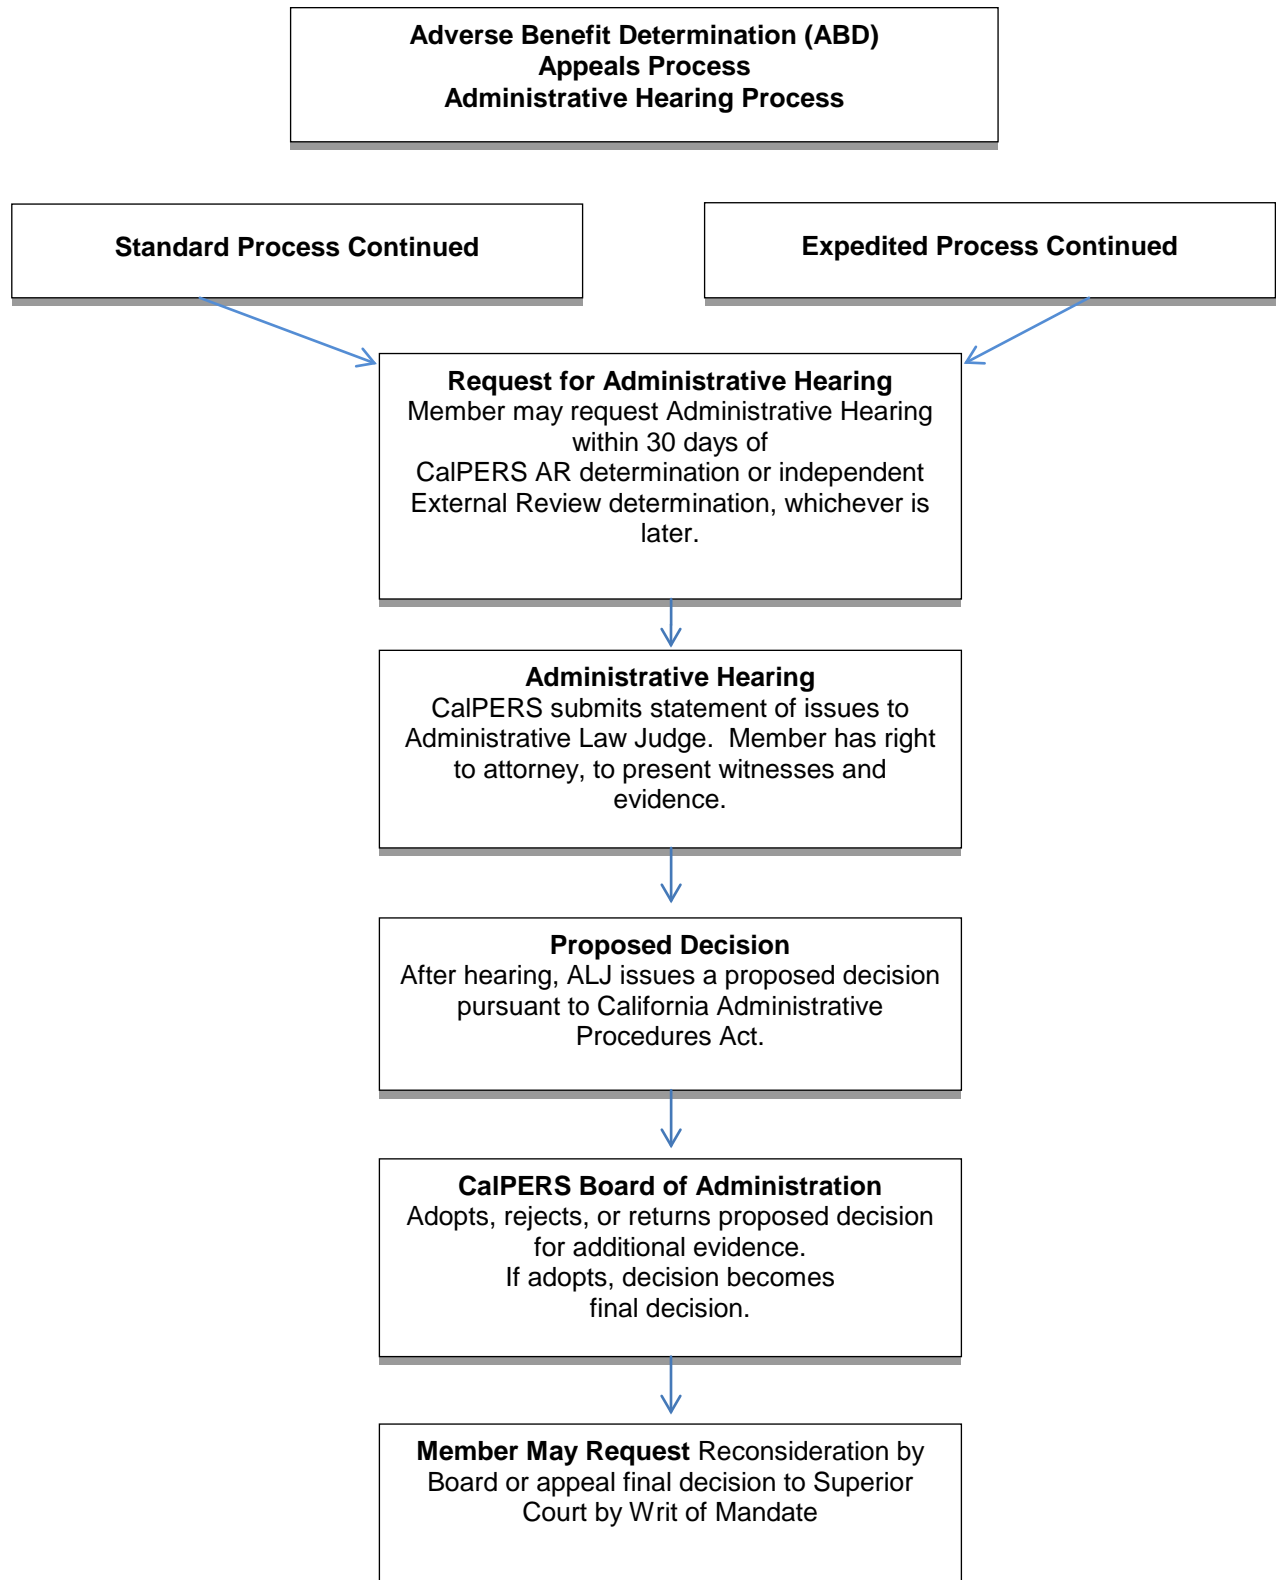 Adverse Benefit Determination (ABD)
Appeals Process
Administrative Hearing Process
Standard Process Continued
Expedited Process Continued
Request for Administrative Hearing
Member may request Administrative Hearing
within 30 days of
CalPERS AR determination or independent
External Review determination, whichever is
later.
Administrative Hearing
CalPERS submits statement of issues to
Administrative Law Judge.  Member has right
to attorney, to present witnesses and
evidence.
Proposed Decision
After hearing, ALJ issues a proposed decision
pursuant to California Administrative
Procedures Act.
CalPERS Board of Administration
Adopts, rejects, or returns proposed decision
for additional evidence.
If adopts, decision becomes
final decision.
Member May Request Reconsideration by
Board or appeal final decision to Superior
Court by Writ of Mandate